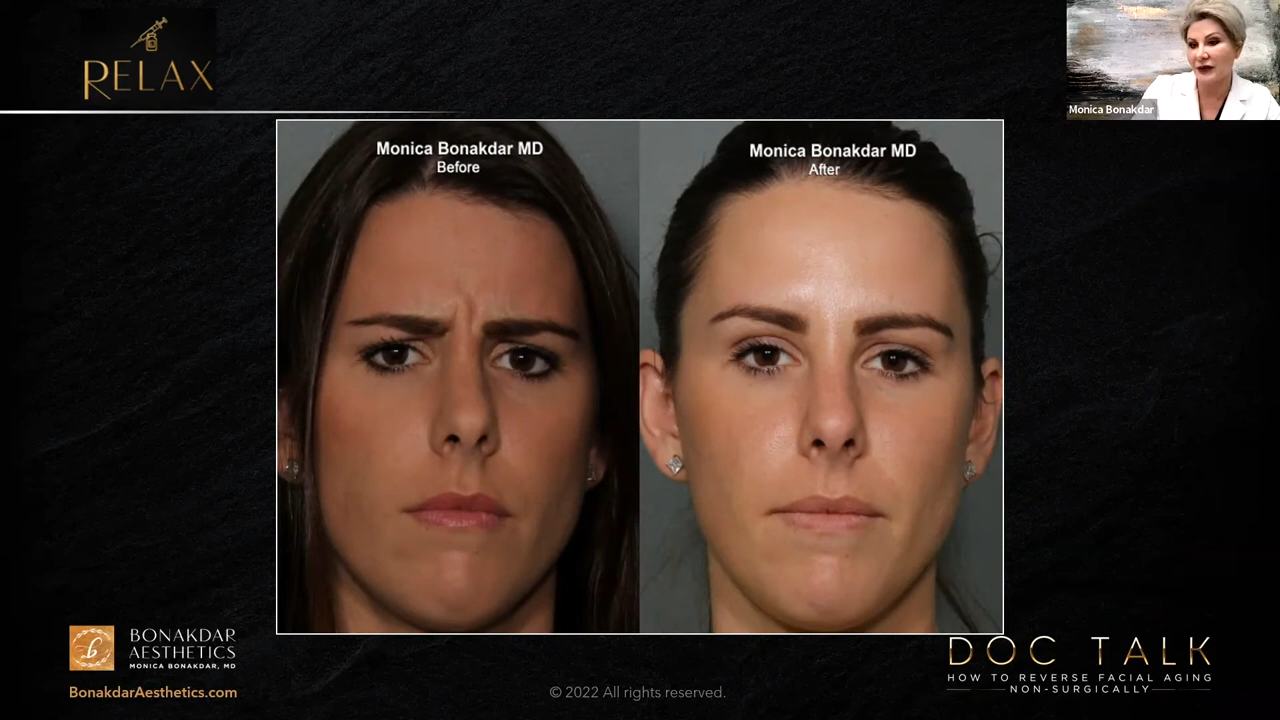 RELAX
Monica Bonakdar
Monica Bonakdar MD
Before
Monica Bonakdar MD
After
BONAKDAR
AESTHETICS
MONICA BONAKDAR, MD
BonakdarAesthetics.com
© 2022 All rights reserved.
DOC TALK
HOW TO REVERSE FACIAL AGING
NON-SURGICALLY